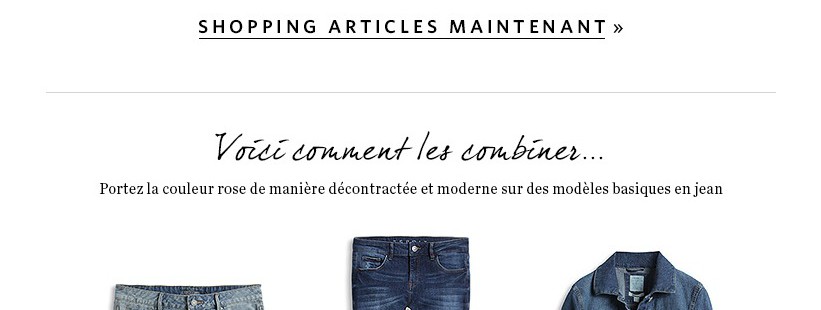 SHOPPING ARTICLES MAINTENANT »
Voici comment les combiner...
Portez la couleur rose de manière décontractée et moderne sur des modèles basiques en jean